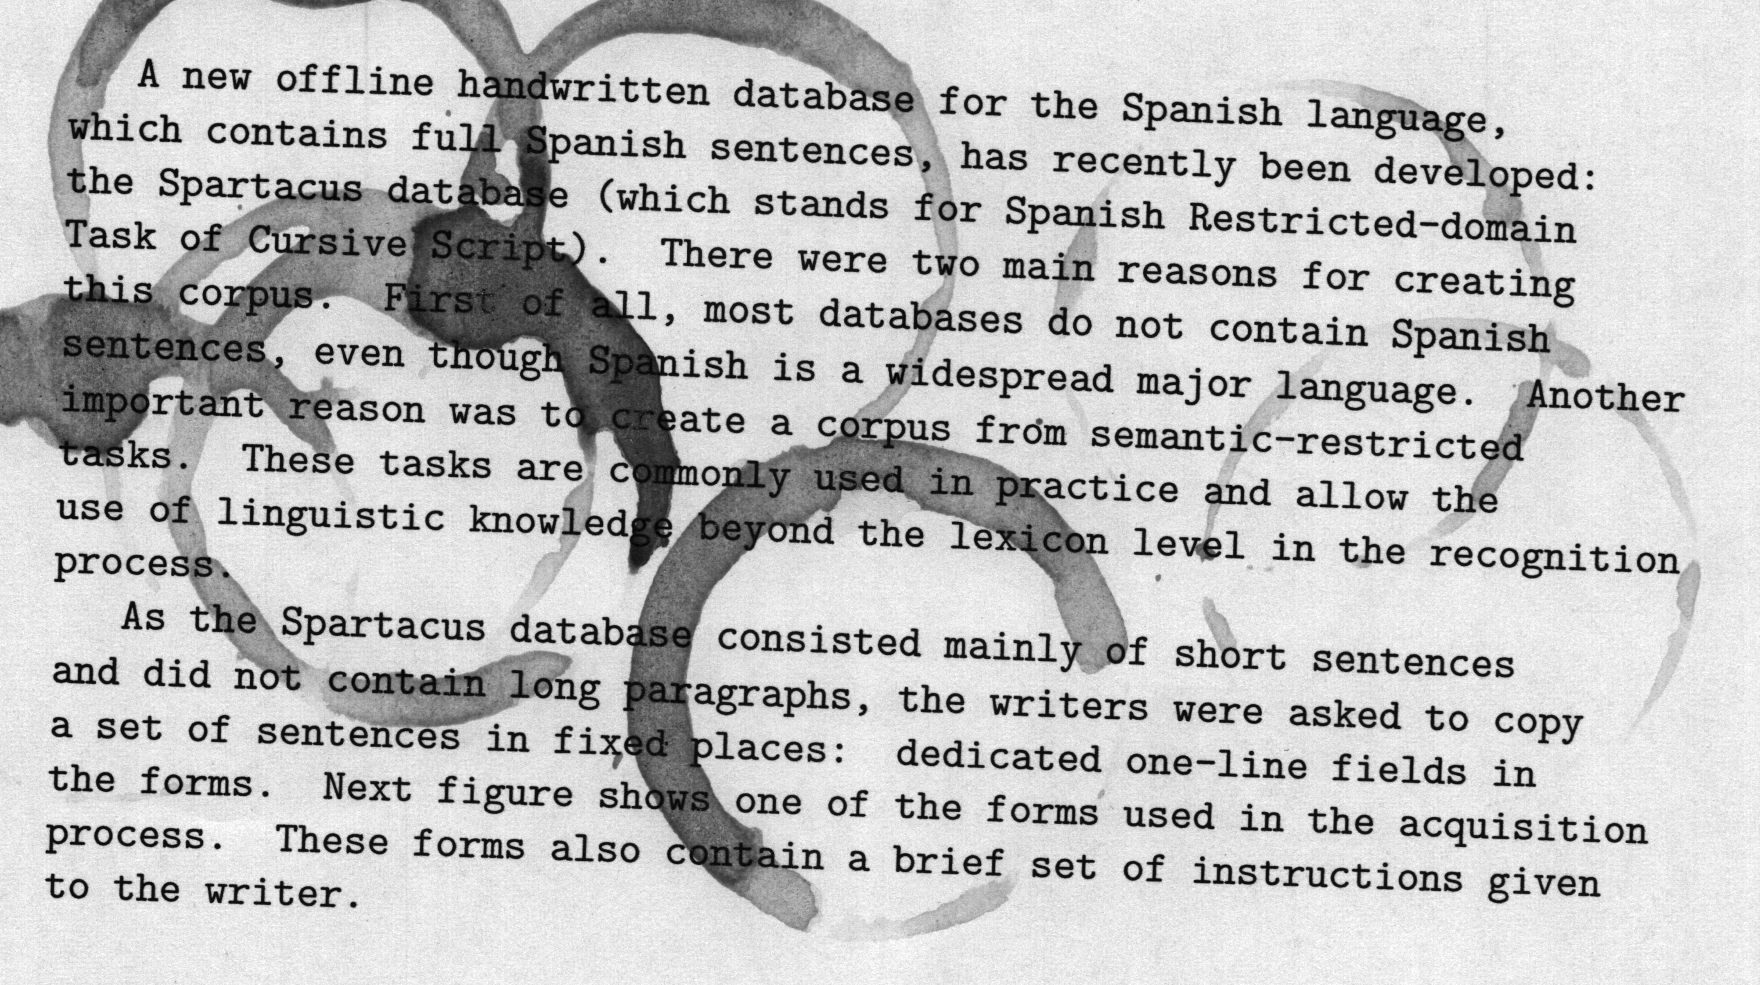 A new offline handwritten database for the Spanish language,
which contains full Spanish sentences, has recently been developed:
the Spartacus database (which stands for Spanish Restricted-domain
Task of Cursive Script). There were two main reasons for creating
this corpus. First of all, most databases do not contain Spanish
sentences, even though Spanish is a widespread major language. Another
important reason was to create a corpus from semantic-restricted
tasks. These tasks are commonly used in practice and allow the
use of linguistic knowledge beyond the lexicon level in the recognition
process.
As the Spartacus database consisted mainly of short sentences
and did not contain long paragraphs, the writers were asked to copy
a set of sentences in fixed places: dedicated one-line fields in
the forms. Next figure shows one of the forms used in the acquisition
process. These forms also contain a brief set of instructions given
to the writer.